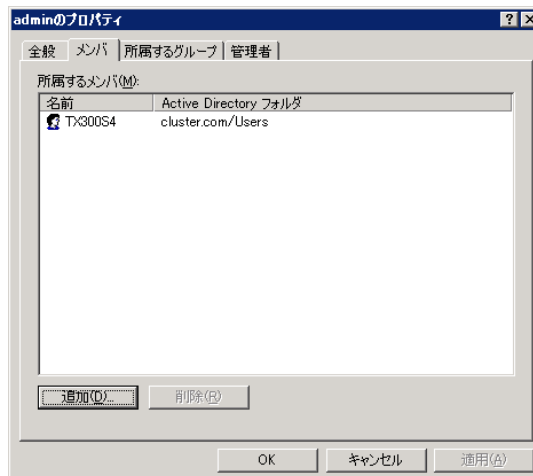 adminのプロパティ
全般 メンバ 所属するグループ 管理者
所属するメンバ(M):
名前 Active Directory フォルダ
TX300S4 cluster.com/Users
追加(D)... 削除(R)
OK キャンセル 適用(A)